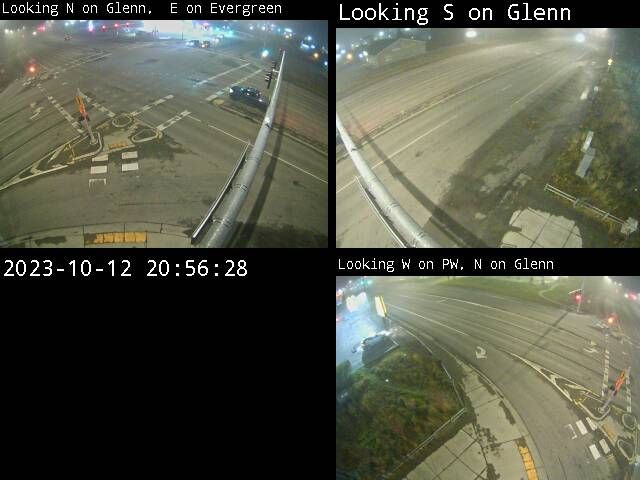 Looking N on Glenn,  E on Evergreen
Looking S on Glenn
2023-10-12 20:56:28
Looking W on PW, N on Glenn